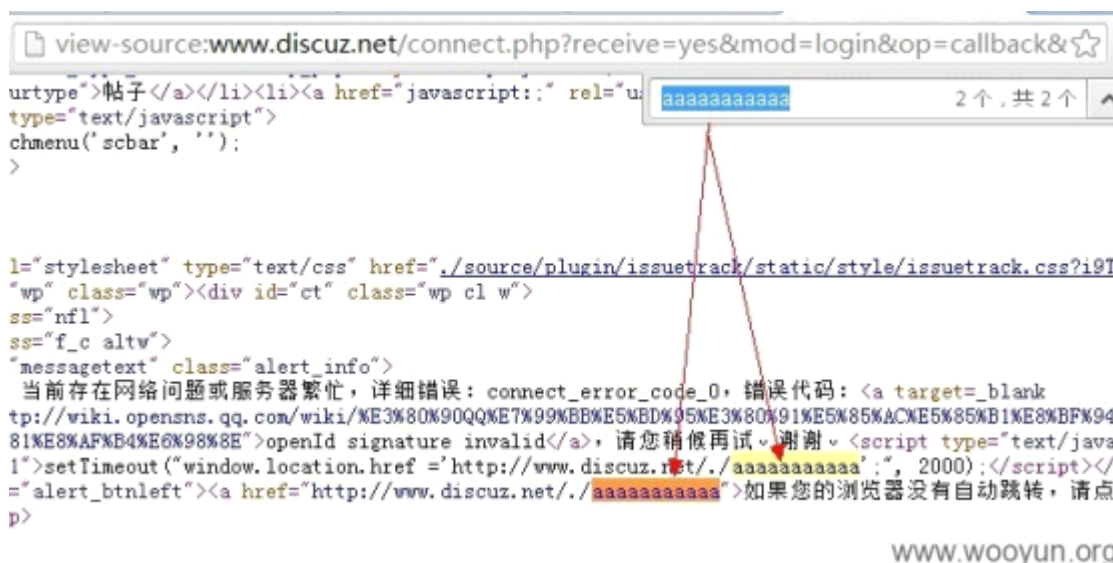 view-source:www.discuz.net/connect.php?receive=yes&mod=login&op=callback&
aaaaaaaaaaa 2个，共2个
urtype">帖子</a></li><li><a href="javascript:;" rel="u
type="text/javascript">
chmenu('scbar', '');
>
l="stylesheet" type="text/css" href="./source/plugin/issuetrack/static/style/issuetrack.css?i9T
"wp" class="wp"><div id="ct" class="wp cl w">
ss="nfl">
ss="f_c altw">
"messagetext" class="alert_info">
当前存在网络问题或服务器繁忙，详细错误：connect_error_code_0，错误代码：<a target=_blank
tp://wiki.opensns.qq.com/wiki/%E3%80%90QQ%E7%99%BB%E5%BD%95%E3%80%91%E5%85%AC%E5%85%B1%E8%BF%94
81%E8%AF%B4%E6%98%8E">openId signature invalid</a>，请您稍候再试。谢谢。<script type="text/java
1">setTimeout("window.location.href ='http://www.discuz.net/./aaaaaaaaaaa';", 2000);</script></
="alert_btnleft"><a href="http://www.discuz.net/./aaaaaaaaaaa">如果您的浏览器没有自动跳转，请点
p>
www.wooyun.org